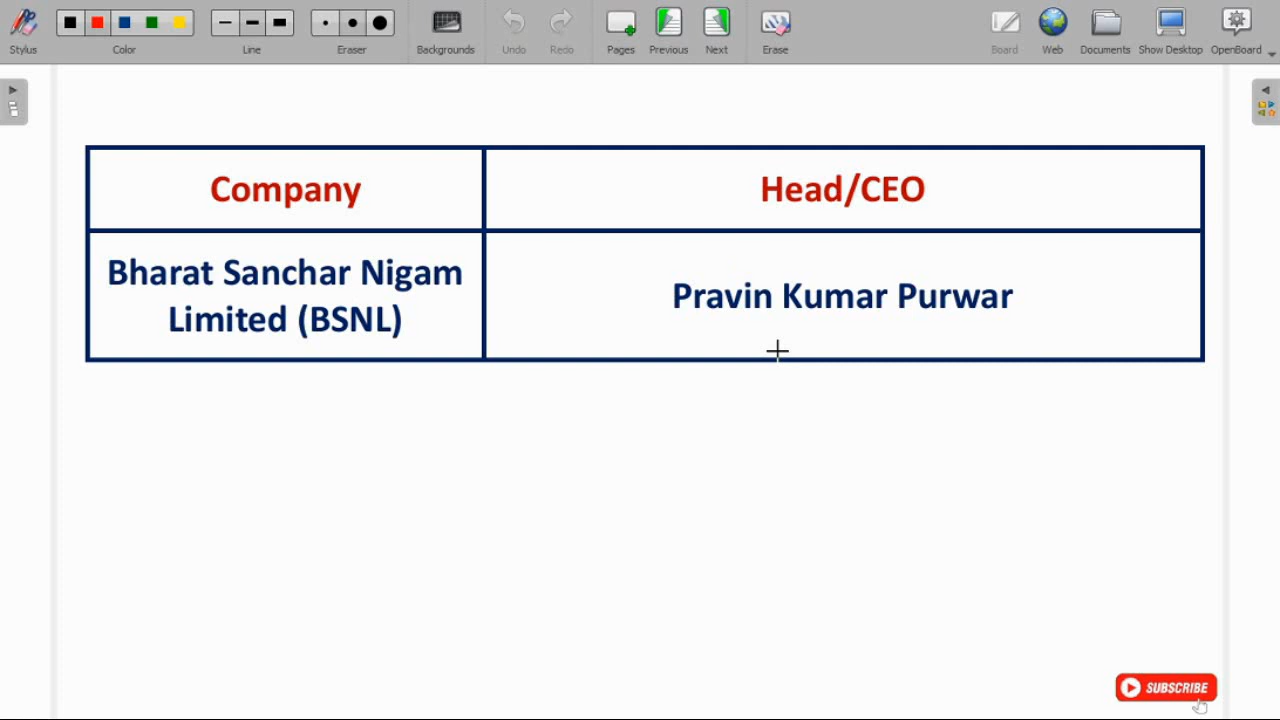 Stylus
Color
Line
Eraser
Backgrounds
Undo
Redo
Pages
Previous
Next
Erase
Board
Web
Documents
Show Desktop
OpenBoard
Company
Head/CEO
Bharat Sanchar Nigam
Limited (BSNL)
Pravin Kumar Purwar
SUBSCRIBE